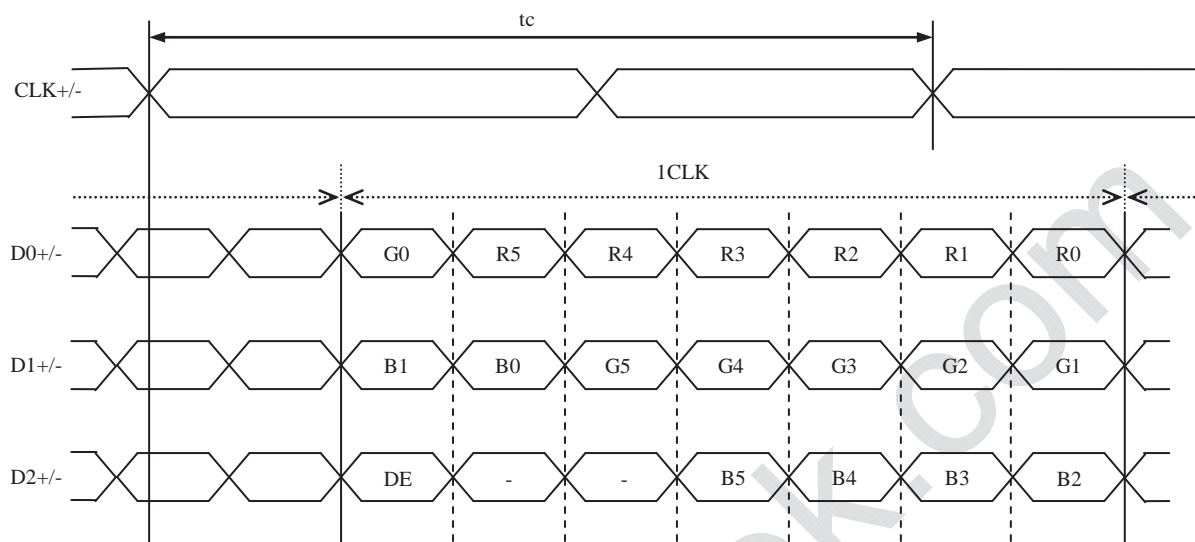 tc
CLK+/-
1CLK
D0+/- G0 R5 R4 R3 R2 R1 R0
D1+/- B1 B0 G5 G4 G3 G2 G1
D2+/- DE - - B5 B4 B3 B2
k.com